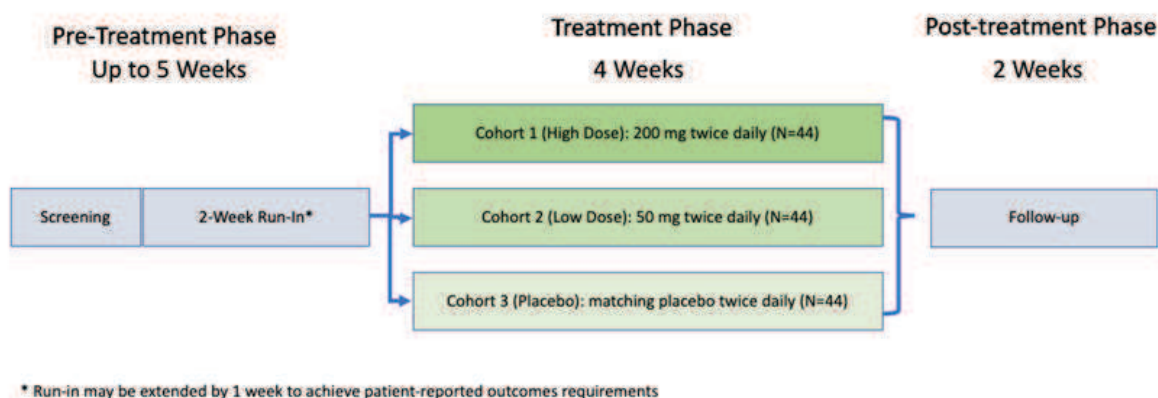 Pre-Treatment Phase
Up to 5 Weeks
Treatment Phase
4 Weeks
Post-treatment Phase
2 Weeks
Screening
2-Week Run-In*
Cohort 1 (High Dose): 200 mg twice daily (N=44)
Cohort 2 (Low Dose): 50 mg twice daily (N=44)
Cohort 3 (Placebo): matching placebo twice daily (N=44)
Follow-up
* Run-in may be extended by 1 week to achieve patient-reported outcomes requirements